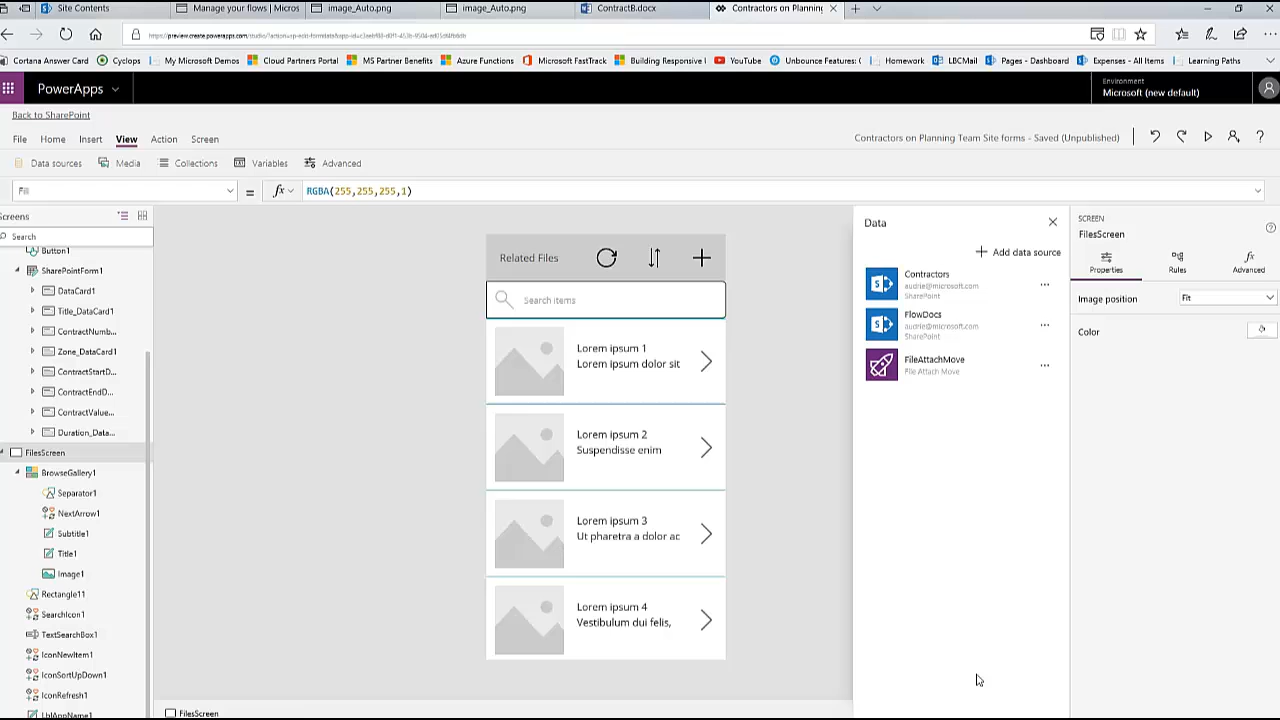 Site Contents
Manage your flows | Micros
image_Auto.png
image_Auto.png
ContractB.docx
Contractors on Planning
Cortana Answer Card
Cyclops
My Microsoft Demos
Cloud Partners Portal
MS Partner Benefits
Azure Functions
Microsoft FastTrack
Building Responsive I
YouTube
Unbounce Features: (
Homework
LBCMail
Pages - Dashboard
Expenses - All Items
Learning Paths
PowerApps
Environment
Microsoft (new default)
Back to SharePoint
File
Home
Insert
View
Action
Screen
Contractors on Planning Team Site forms - Saved (Unpublished)
Data sources
Media
Collections
Variables
Advanced
Fill
=
fx
RGBA(255,255,255,1)
Screens
Search
Button1
SharePointForm1
DataCard1
Title_DataCard1
ContractNumb...
Zone_DataCard1
ContractStartD...
ContractEndD...
ContractValue...
Duration_Data...
FilesScreen
BrowseGallery1
Separator1
NextArrow1
Subtitle1
Title1
Image1
Rectangle11
SearchIcon1
TextSearchBox1
IconNewItem1
IconSortUpDown1
IconRefresh1
LblAppName1
Related Files
Search items
Lorem ipsum 1
Lorem ipsum dolor sit
Lorem ipsum 2
Suspendisse enim
Lorem ipsum 3
Ut pharetra a dolor ac
Lorem ipsum 4
Vestibulum dui felis,
FilesScreen
Data
Add data source
Contractors
audrie@microsoft.com
SharePoint
FlowDocs
audrie@microsoft.com
SharePoint
FileAttachMove
File Attach Move
SCREEN
FilesScreen
Properties
Rules
Advanced
Image position
Fit
Color